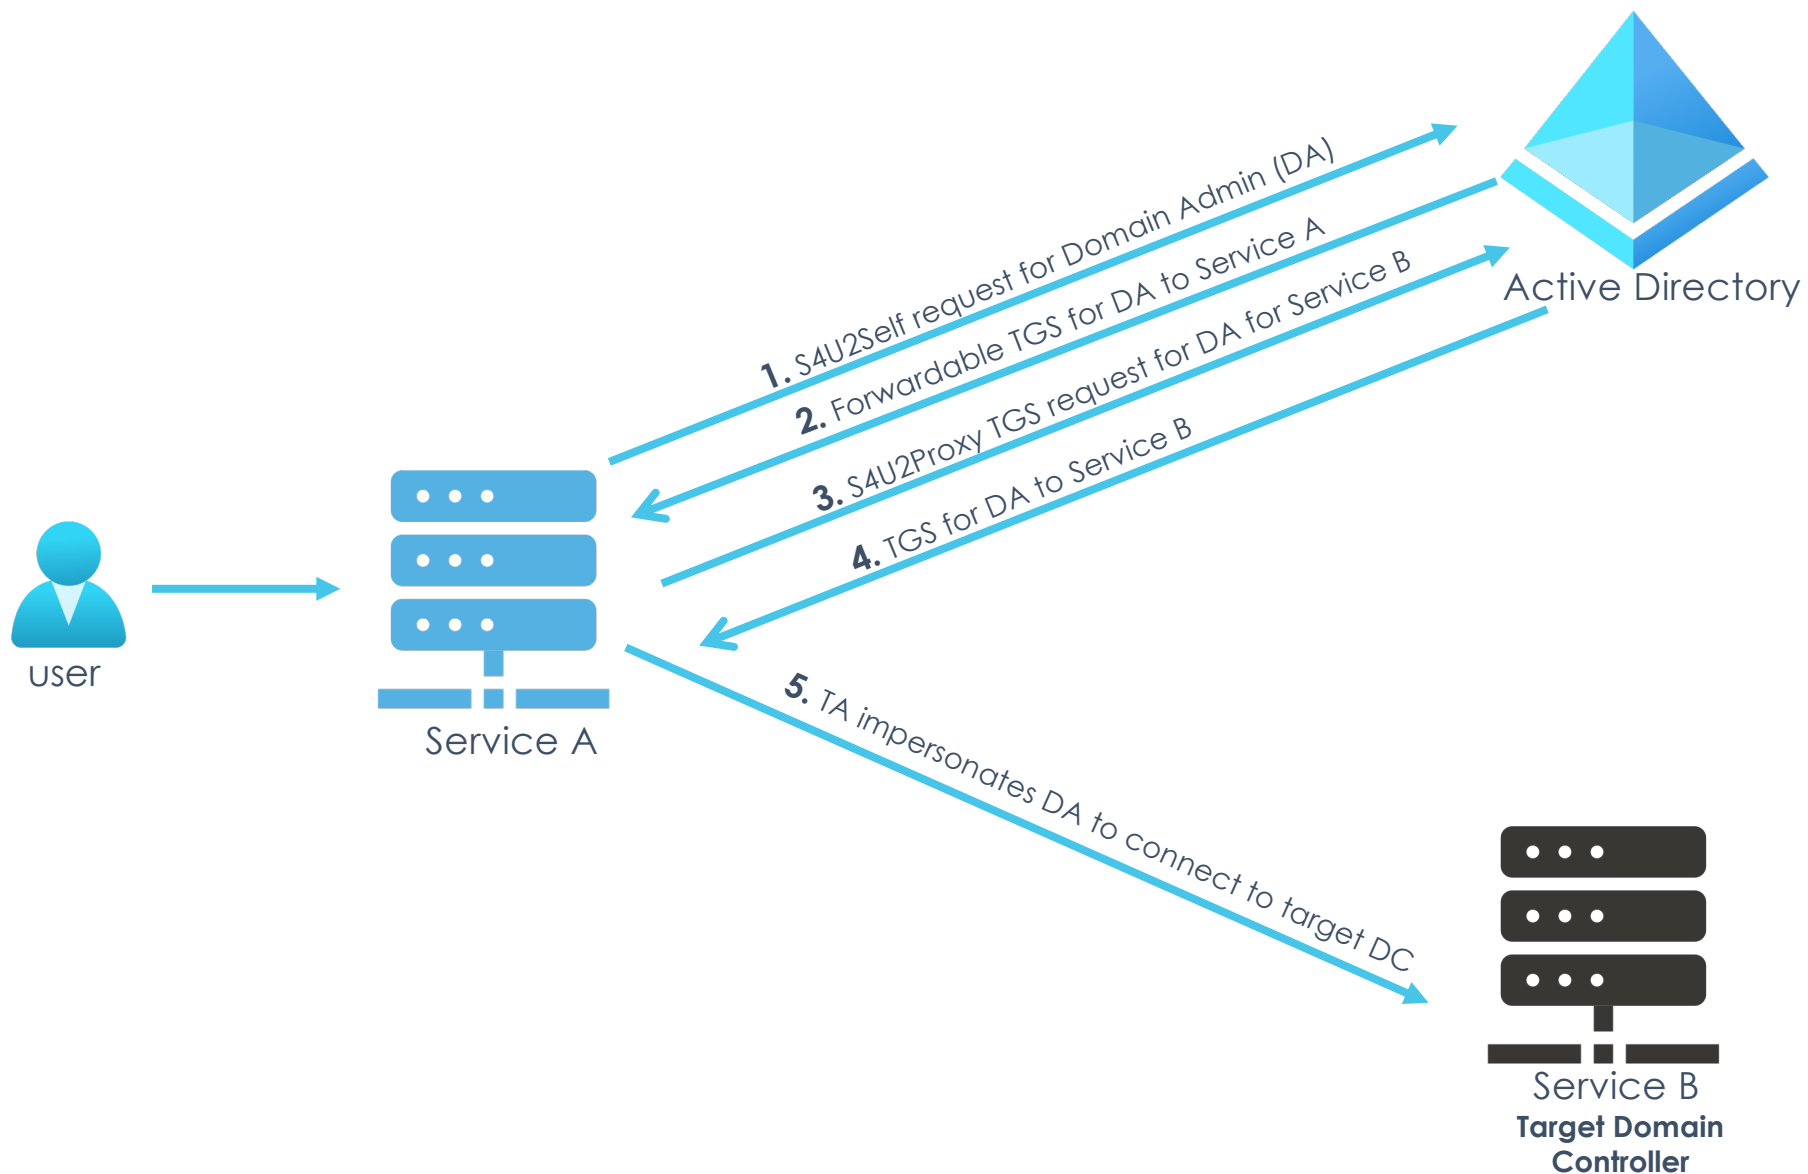 1. S4U2Self request for Domain Admin (DA)
2. Forwardable TGS for DA to Service A
3. S4U2Proxy TGS request for DA for Service B
4. TGS for DA to Service B
Active Directory
user
Service A
5. TA impersonates DA to connect to target DC
Service B
Target Domain
Controller